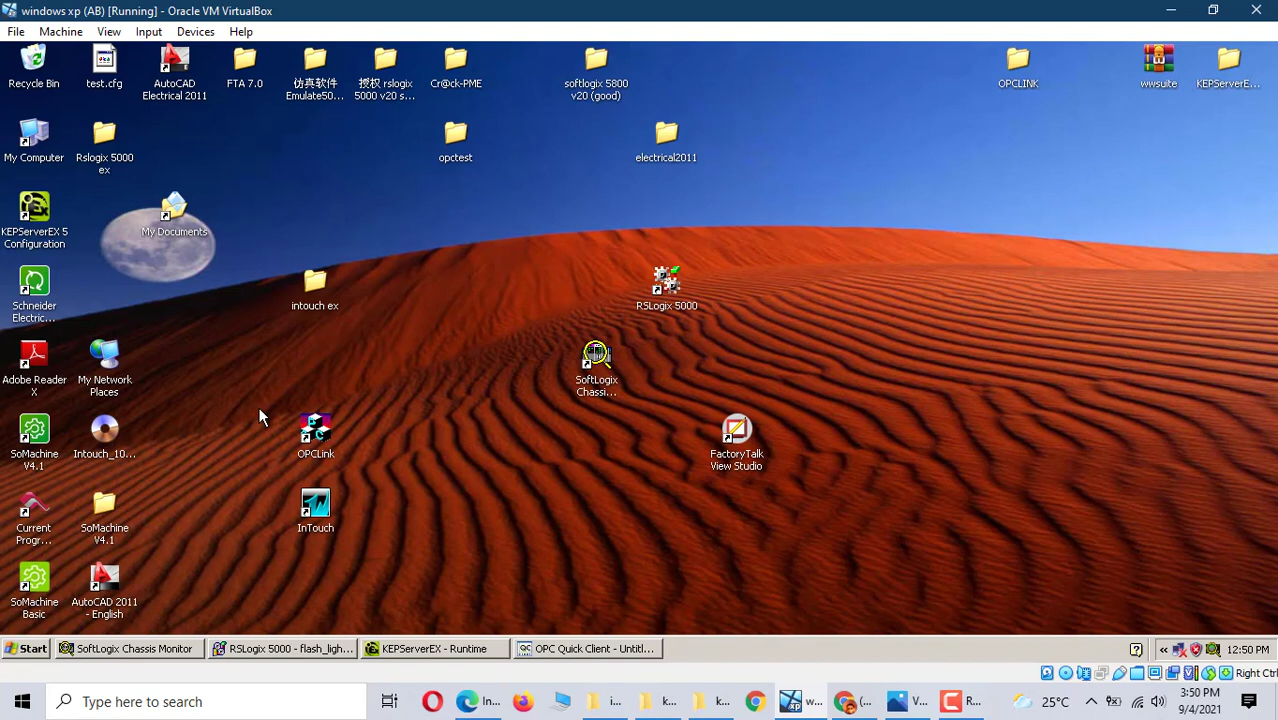 windows xp (AB) [Running] - Oracle VM VirtualBox
File Machine View Input Devices Help
Recycle Bin
test.cfg
AutoCAD
Electrical 2011
FTA 7.0
仿真软件
Emulate50...
授权 rslogix
5000 v20 s...
Cr@ck-PME
softlogix 5800
v20 (good)
OPCLINK
wwsuite
KEPServerE...
My Computer
Rslogix 5000
ex
opctest
electrical2011
KEPServerEX 5
Configuration
My Documents
Schneider
Electric...
intouch ex
RSLogix 5000
Adobe Reader
X
My Network
Places
SoftLogix
Chassi...
SoMachine
V4.1
Intouch_10...
OPCLink
FactoryTalk
View Studio
Current
Progr...
SoMachine
V4.1
InTouch
SoMachine
Basic
AutoCAD 2011
- English
Start SoftLogix Chassis Monitor RSLogix 5000 - flash_ligh... KEPServerEX - Runtime OPC Quick Client - Untitl... 12:50 PM
Right Ctrl
Type here to search In... i... k... k... w... (... V... R... 25°C
3:50 PM
9/4/2021